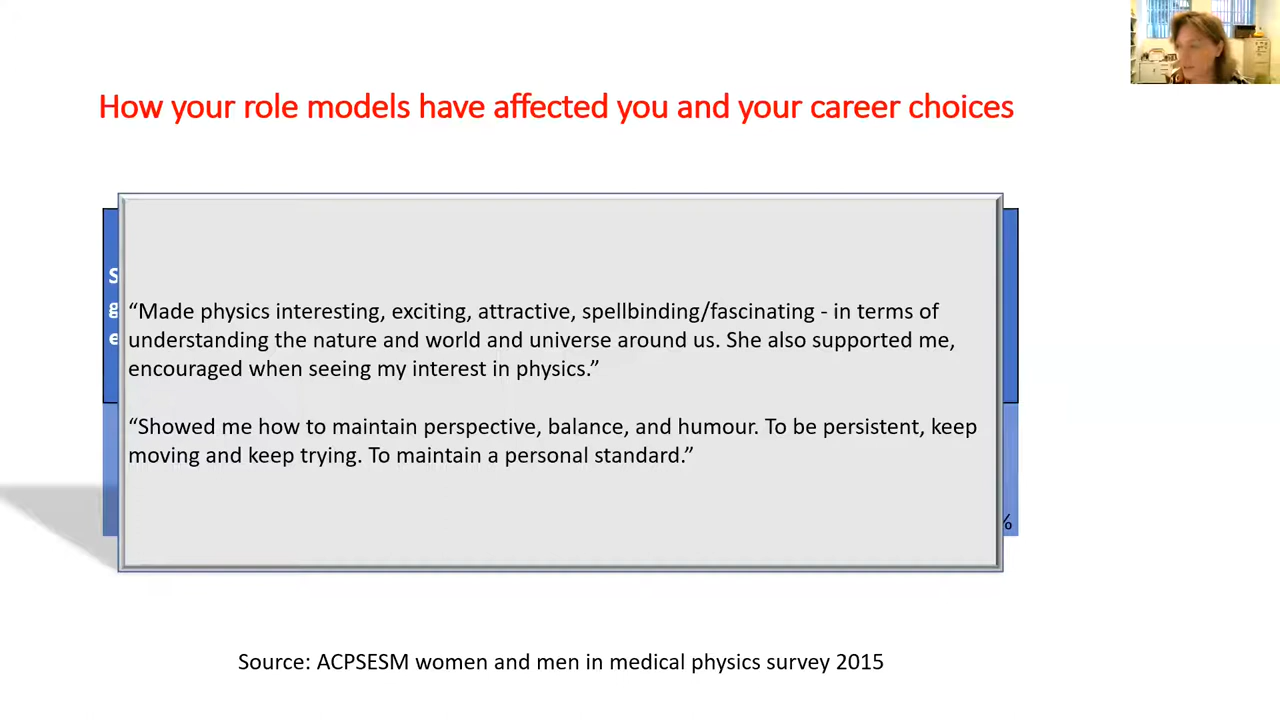 How your role models have affected you and your career choices
S
g
e
“Made physics interesting, exciting, attractive, spellbinding/fascinating - in terms of
understanding the nature and world and universe around us. She also supported me,
encouraged when seeing my interest in physics.”
“Showed me how to maintain perspective, balance, and humour. To be persistent, keep
moving and keep trying. To maintain a personal standard.”
%
Source: ACPSESM women and men in medical physics survey 2015